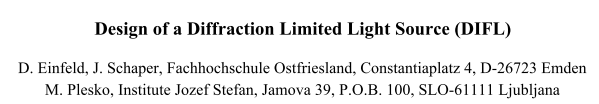 Design of a Diffraction Limited Light Source (DIFL)
D. Einfeld, J. Schaper, Fachhochschule Ostfriesland, Constantiaplatz 4, D-26723 Emden
M. Plesko, Institute Jozef Stefan, Jamova 39, P.O.B. 100, SLO-61111 Ljubljana